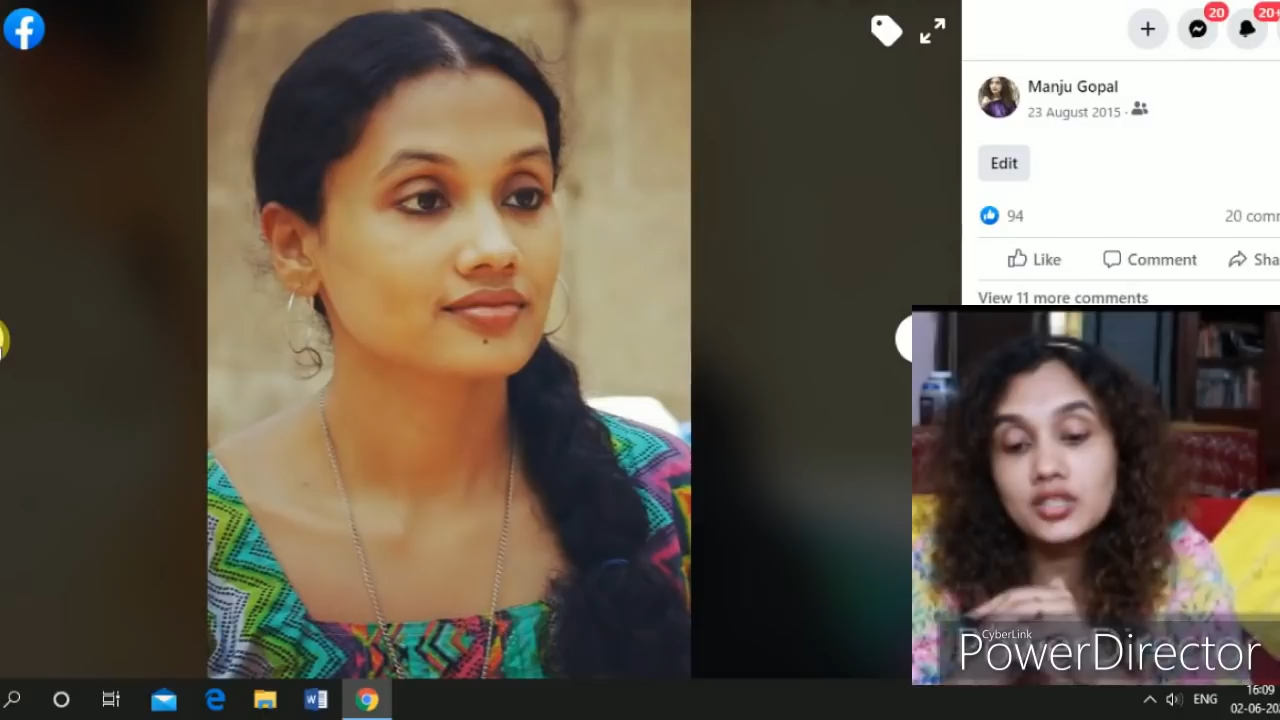 20
20+
Manju Gopal
23 August 2015 ·
Edit
94
20 comm
Like
Comment
Sha
View 11 more comments
CyberLink
PowerDirector
ENG
16:09
02-06-20